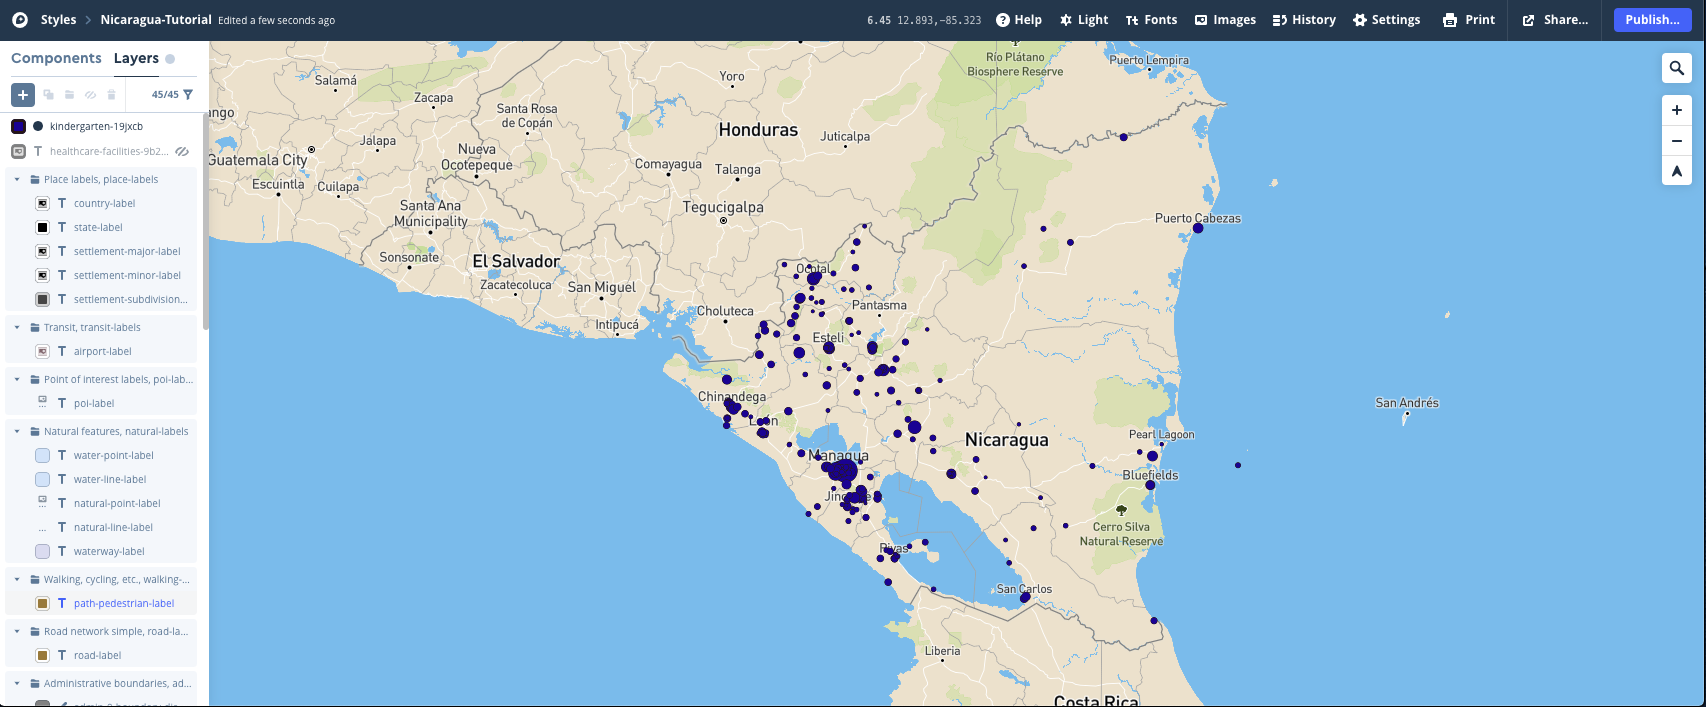 Styles
Nicaragua-Tutorial Edited a few seconds ago
6.45 12.893,-85.323
Help
Light
Fonts
Images
History
Settings
Print
Share...
Publish...
Components
Layers
45/45
kindergarten-19jxcb
healthcare-facilities-9b2...
Place labels, place-labels
country-label
state-label
settlement-major-label
settlement-minor-label
settlement-subdivision...
Transit, transit-labels
airport-label
Point of interest labels, poi-lab...
poi-label
Natural features, natural-labels
water-point-label
water-line-label
natural-point-label
natural-line-label
waterway-label
Walking, cycling, etc., walking-...
path-pedestrian-label
Road network simple, road-la...
road-label
Administrative boundaries, ad...
Río Plátano
Biosphere Reserve
Puerto Lempira
Salamá
Yoro
Zacapa
Santa Rosa
de Copán
ango
Honduras
Juticalpa
Jalapa
Nueva
Ocotepeque
Guatemala City
Comayagua
Talanga
Escuintla
Cuilapa
Santa Ana
Municipality
Tegucigalpa
Puerto Cabezas
Sonsonate
El Salvador
Zacatecoluca
San Miguel
Ocotal
Pantasma
Choluteca
Intipucá
Estelí
Chinandega
León
San Andrés
Nicaragua
Pearl Lagoon
Managua
Bluefields
Cerro Silva
Natural Reserve
Rivas
San Carlos
Liberia
Costa Rica